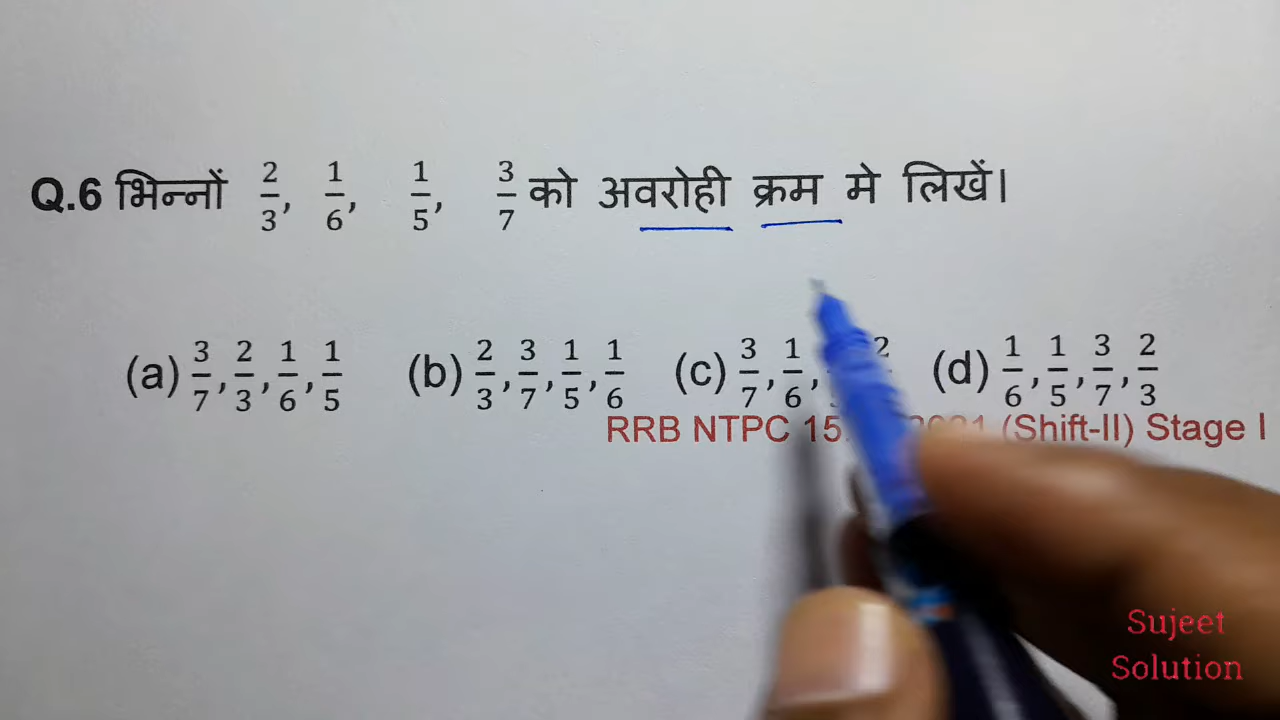 Q.6 भिन्नों 2/3, 1/6, 1/5, 3/7 को अवरोही क्रम मे लिखें।
(a) 3/7, 2/3, 1/6, 1/5 (b) 2/3, 3/7, 1/5, 1/6 (c) 3/7, 1/6, 2 (d) 1/6, 1/5, 3/7, 2/3
RRB NTPC 15 (Shift-II) Stage I
Sujeet
Solution